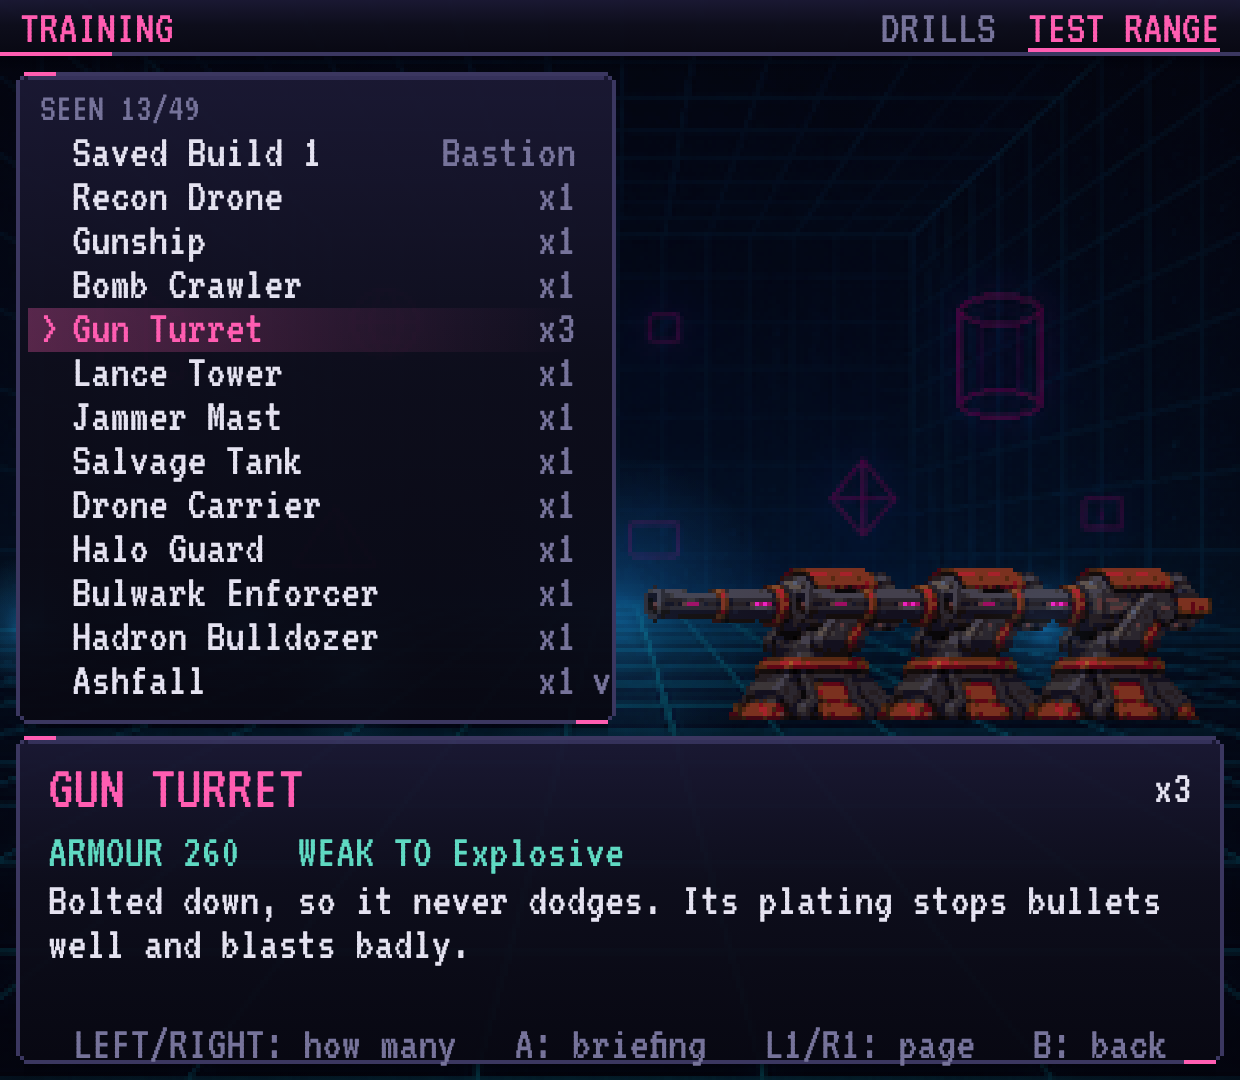 TRAINING DRILLS TEST RANGE
SEEN 13/49
Saved Build 1 Bastion
Recon Drone x1
Gunship x1
Bomb Crawler x1
> Gun Turret x3
Lance Tower x1
Jammer Mast x1
Salvage Tank x1
Drone Carrier x1
Halo Guard x1
Bulwark Enforcer x1
Hadron Bulldozer x1
Ashfall x1 v
GUN TURRET x3
ARMOUR 260 WEAK TO Explosive
Bolted down, so it never dodges. Its plating stops bullets
well and blasts badly.
LEFT/RIGHT: how many A: briefing L1/R1: page B: back